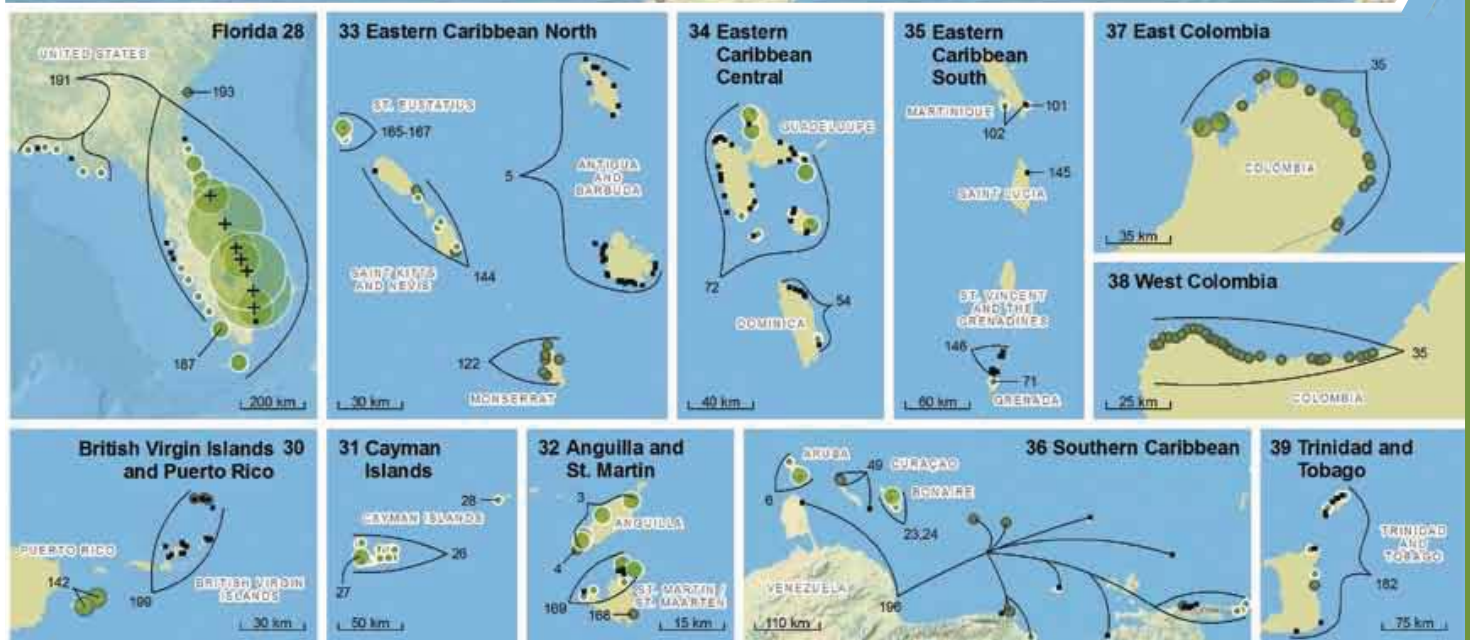 Florida 28
UNITED STATES
191
193
187
200 km
33 Eastern Caribbean North
ST. EUSTATIUS
165-167
5
ANTIGUA
AND
BARBUDA
SAINT KITTS
AND NEVIS
144
122
MONSERRAT
30 km
34 Eastern
Caribbean
Central
GUADELOUPE
72
54
DOMINICA
40 km
35 Eastern
Caribbean
South
MARTINIQUE
101
102
145
SAINT LUCIA
ST. VINCENT
AND THE
GRENADINES
146
71
GRENADA
60 km
37 East Colombia
35
COLOMBIA
35 km
38 West Colombia
35
COLOMBIA
25 km
British Virgin Islands 30
and Puerto Rico
PUERTO RICO
142
BRITISH VIRGIN
ISLANDS
199
30 km
31 Cayman
Islands
28
CAYMAN ISLANDS
26
27
50 km
32 Anguilla and
St. Martin
3
ANGUILLA
4
169
ST. MARTIN /
ST. MAARTEN
168
15 km
36 Southern Caribbean
ARUBA
49
CURAÇAO
6
BONAIRE
23,24
VENEZUELA
196
110 km
39 Trinidad and
Tobago
TRINIDAD
AND
TOBAGO
182
75 km